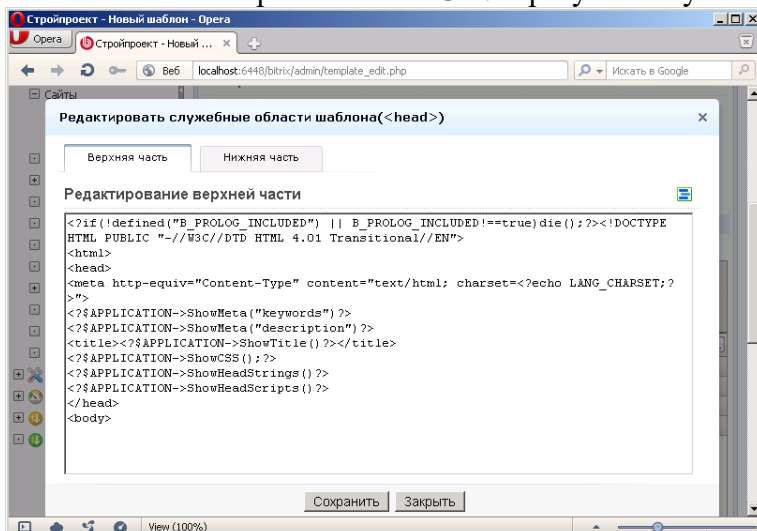 Стройпроект - Новый шаблон - Opera
Opera
Стройпроект - Новый ...
Веб
localhost:6448/bitrix/admin/template_edit.php
Искать в Google
Сайты
Редактировать служебные области шаблона(<head>)
Верхняя часть
Нижняя часть
Редактирование верхней части
<?if(!defined("B_PROLOG_INCLUDED") || B_PROLOG_INCLUDED!==true)die();?><!DOCTYPE
HTML PUBLIC "-//W3C//DTD HTML 4.01 Transitional//EN">
<html>
<head>
<meta http-equiv="Content-Type" content="text/html; charset=<?echo LANG_CHARSET;?
>">
<?$APPLICATION->ShowMeta("keywords")?>
<?$APPLICATION->ShowMeta("description")?>
<title><?$APPLICATION->ShowTitle()?></title>
<?$APPLICATION->ShowCSS();?>
<?$APPLICATION->ShowHeadStrings()?>
<?$APPLICATION->ShowHeadScripts()?>
</head>
<body>
Сохранить
Закрыть
View (100%)